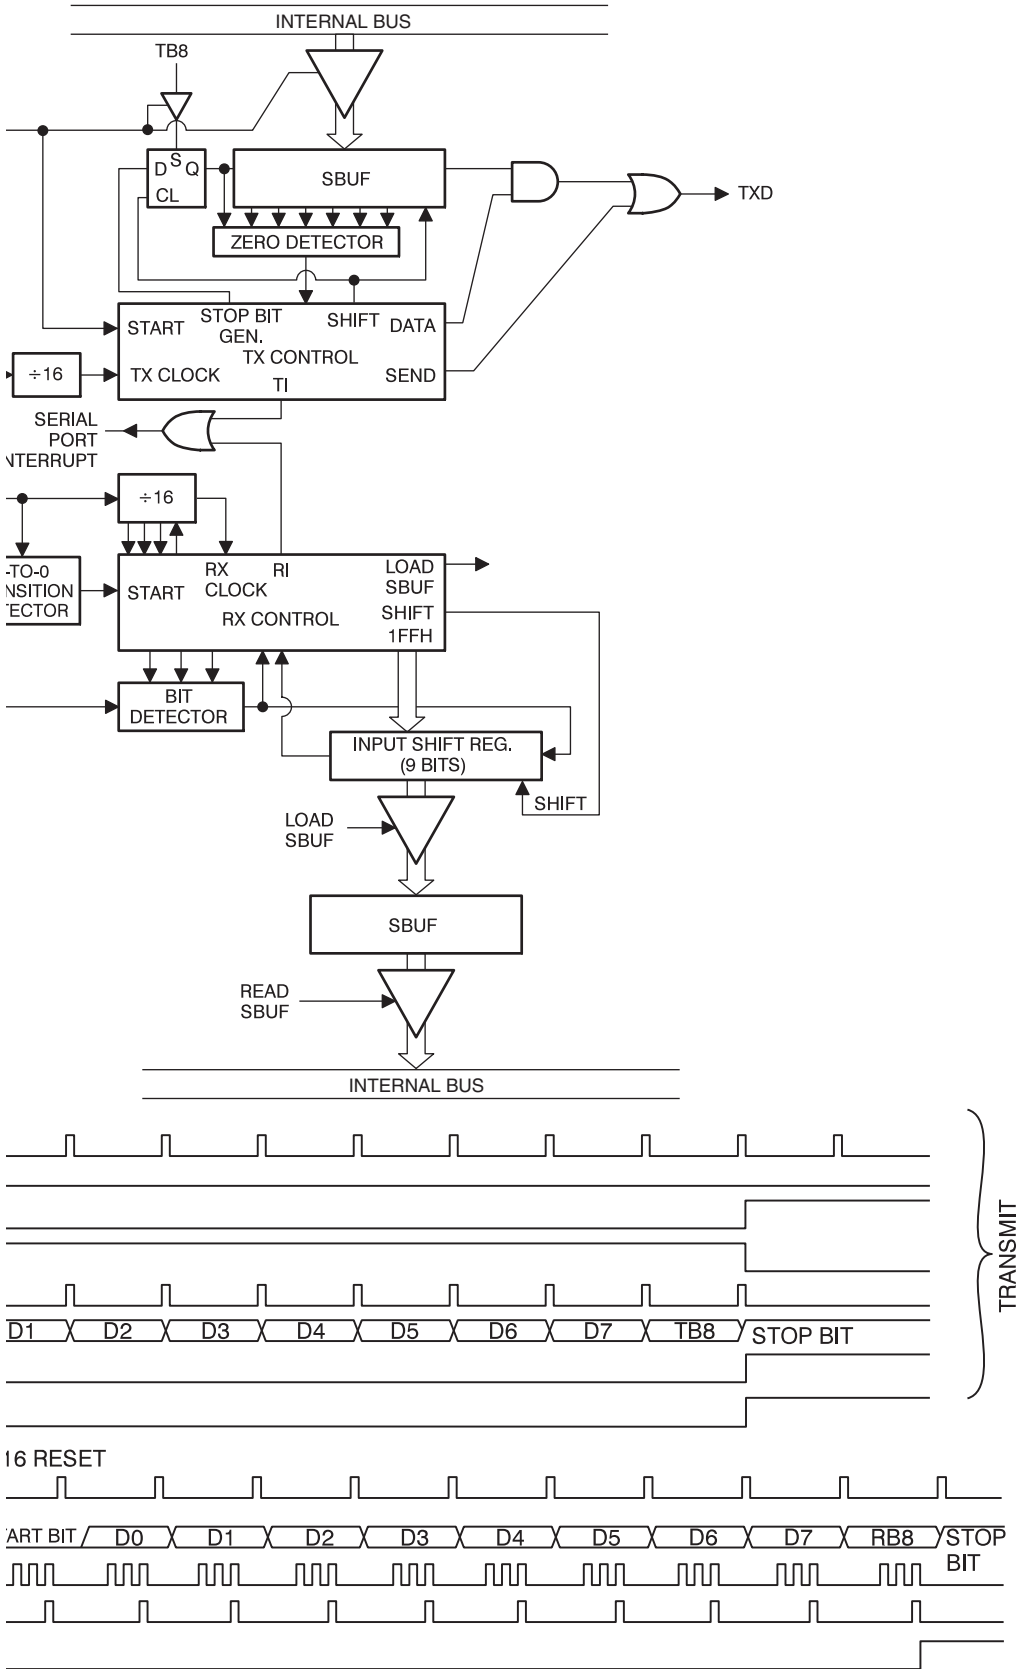 INTERNAL BUS
TB8
D S Q
CL
SBUF
TXD
ZERO DETECTOR
START
STOP BIT
GEN.
SHIFT
DATA
TX CONTROL
÷16
TX CLOCK
TI
SEND
SERIAL
PORT
NTERRUPT
÷16
-TO-0
NSITION
TECTOR
START
RX
CLOCK
RI
LOAD
SBUF
SHIFT
RX CONTROL
1FFH
BIT
DETECTOR
INPUT SHIFT REG.
(9 BITS)
SHIFT
LOAD
SBUF
SBUF
READ
SBUF
INTERNAL BUS
TRANSMIT
D1 D2 D3 D4 D5 D6 D7 TB8 STOP BIT
16 RESET
ART BIT D0 D1 D2 D3 D4 D5 D6 D7 RB8 STOP
BIT